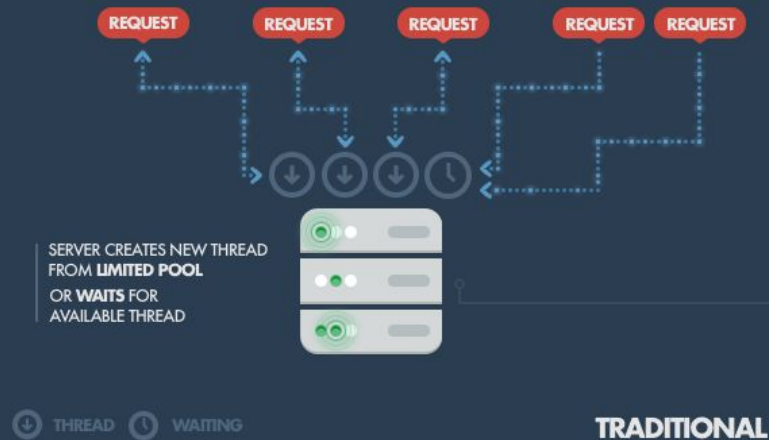 REQUEST
REQUEST
REQUEST
REQUEST
REQUEST
SERVER CREATES NEW THREAD
FROM LIMITED POOL
OR WAITS FOR
AVAILABLE THREAD
THREAD
WAITING
TRADITIONAL